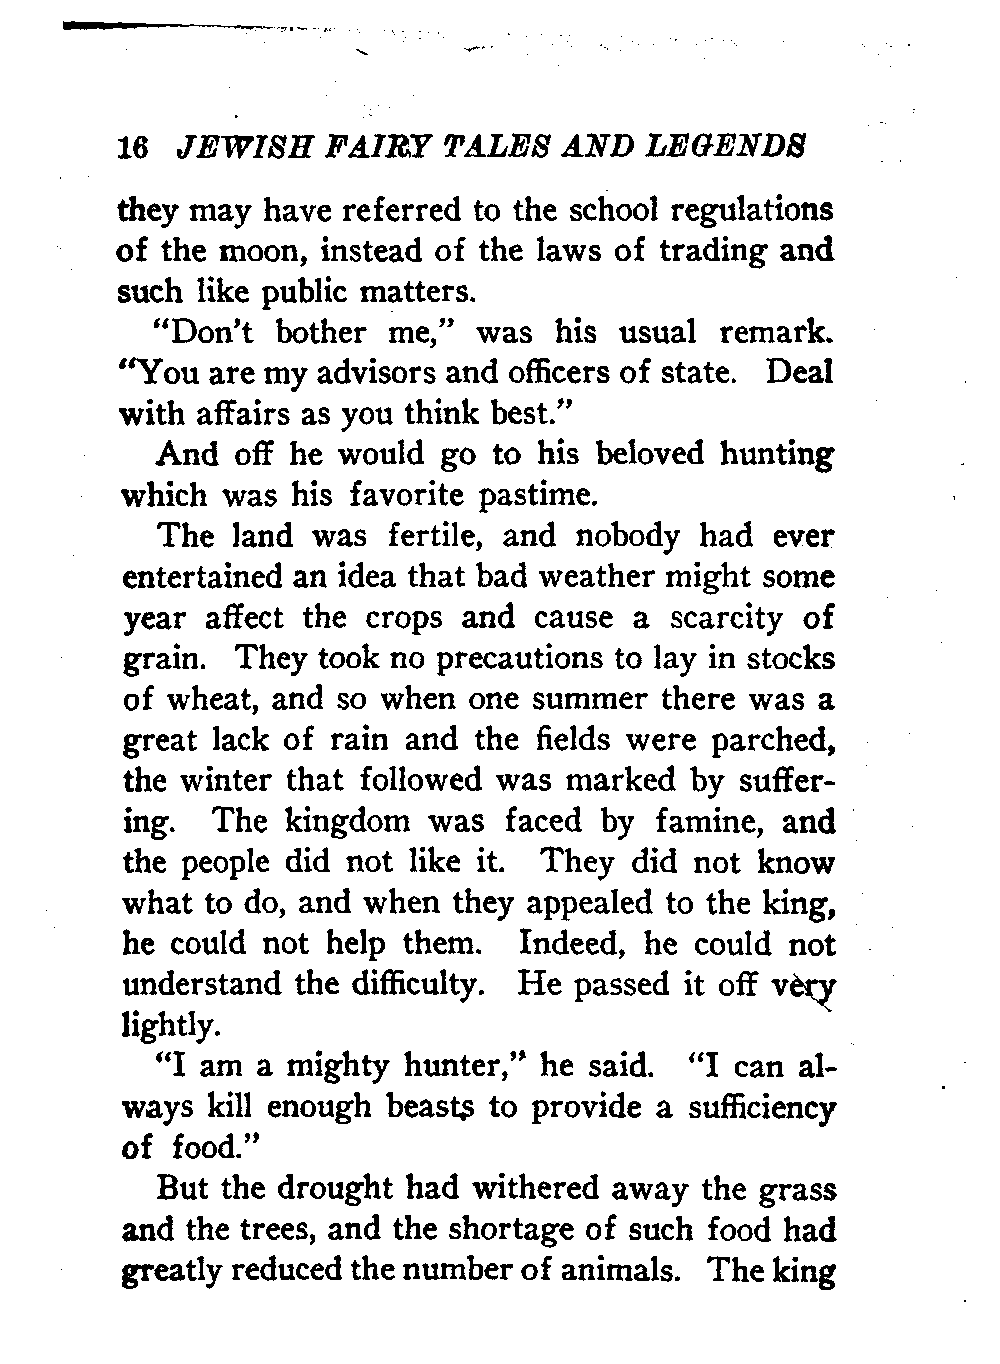 16 JEWISH FAIRY TALES AND LEGENDS
they may have referred to the school regulations
of the moon, instead of the laws of trading and
such like public matters.
“Don't bother me,” was his usual remark.
“You are my advisors and officers of state. Deal
with affairs as you think best.”
And off he would go to his beloved hunting
which was his favorite pastime.
The land was fertile, and nobody had ever
entertained an idea that bad weather might some
year affect the crops and cause a scarcity of
grain. They took no precautions to lay in stocks
of wheat, and so when one summer there was a
great lack of rain and the fields were parched,
the winter that followed was marked by suffer-
ing. The kingdom was faced by famine, and
the people did not like it. They did not know
what to do, and when they appealed to the king,
he could not help them. Indeed, he could not
understand the difficulty. He passed it off very
lightly.
“I am a mighty hunter,” he said. “I can al-
ways kill enough beasts to provide a sufficiency
of food.”
But the drought had withered away the grass
and the trees, and the shortage of such food had
greatly reduced the number of animals. The king